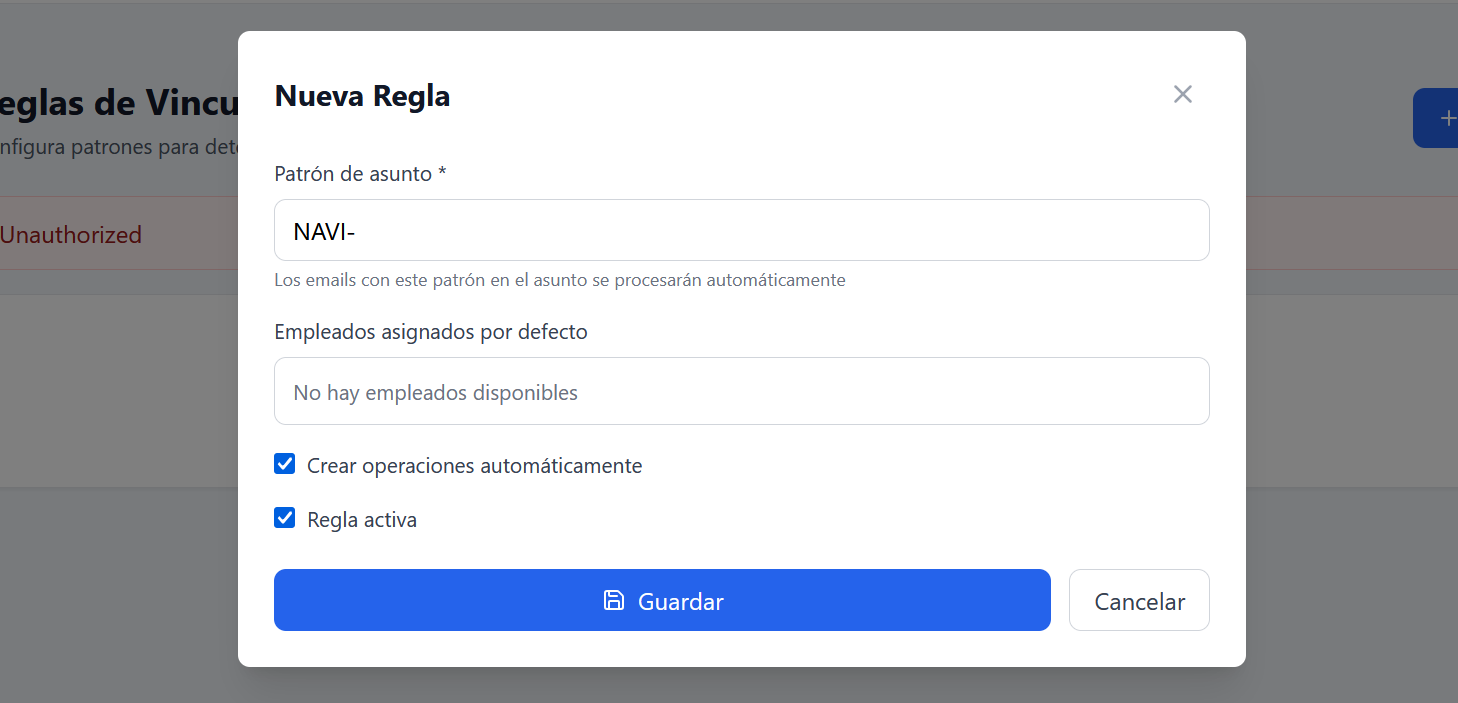 Nueva Regla
eglas de Vincu
nfigura patrones para det
Unauthorized
Patrón de asunto *
NAVI-
Los emails con este patrón en el asunto se procesarán automáticamente
Empleados asignados por defecto
No hay empleados disponibles
Crear operaciones automáticamente
Regla activa
Guardar
Cancelar